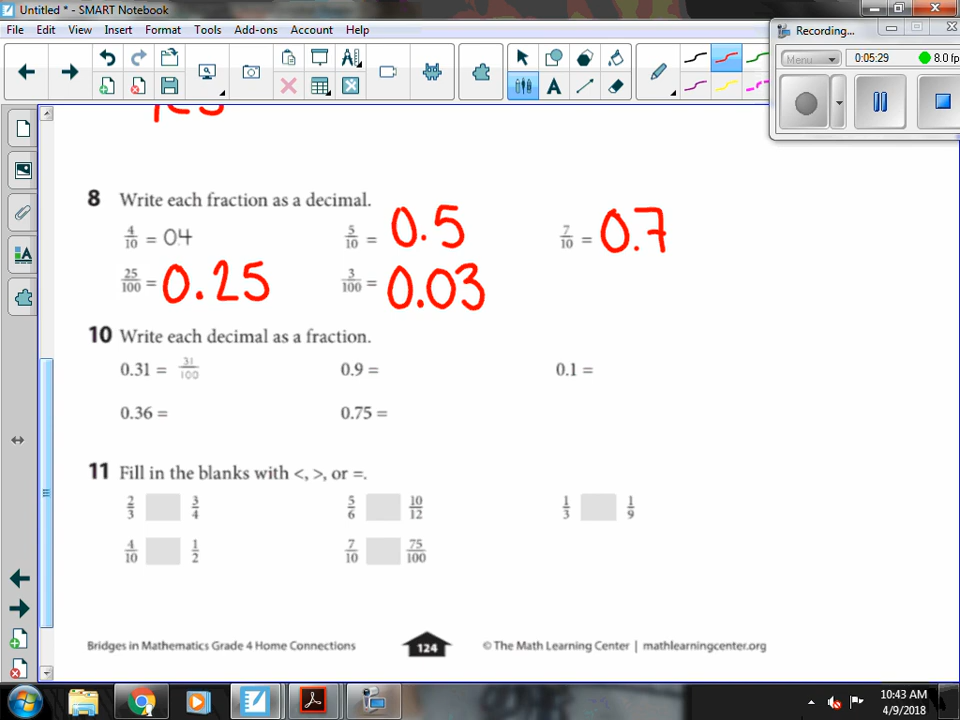 Untitled * - SMART Notebook
File Edit View Insert Format Tools Add-ons Account Help
Recording...
Menu 0:05:29 8.0 fp
8 Write each fraction as a decimal.
4/10 = 0.4 5/10 = 0.5 7/10 = 0.7
25/100 = 0.25 3/100 = 0.03
10 Write each decimal as a fraction.
0.31 = 31/100 0.9 = 0.1 =
0.36 = 0.75 =
11 Fill in the blanks with <, >, or =.
2/3 3/4 5/6 10/12 1/3 1/9
4/10 1/2 7/10 75/100
Bridges in Mathematics Grade 4 Home Connections 124 © The Math Learning Center | mathlearningcenter.org
10:43 AM
4/9/2018